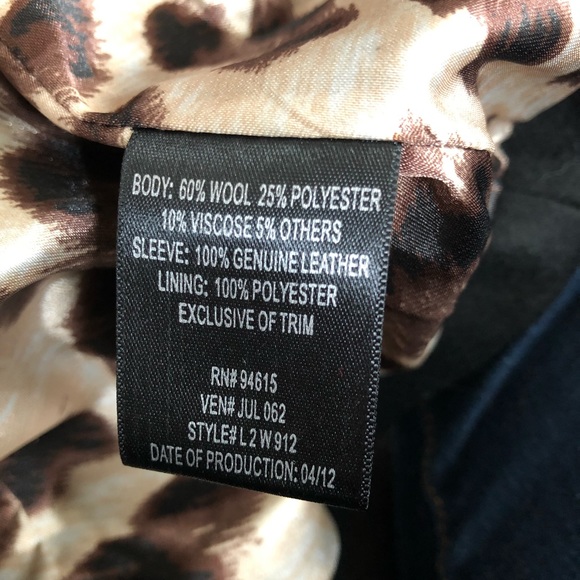 BODY: 60% WOOL 25% POLYESTER
10% VISCOSE 5% OTHERS
SLEEVE: 100% GENUINE LEATHER
LINING: 100% POLYESTER
EXCLUSIVE OF TRIM
RN# 94615
VEN# JUL 062
STYLE# L 2 W 912
DATE OF PRODUCTION: 04/12